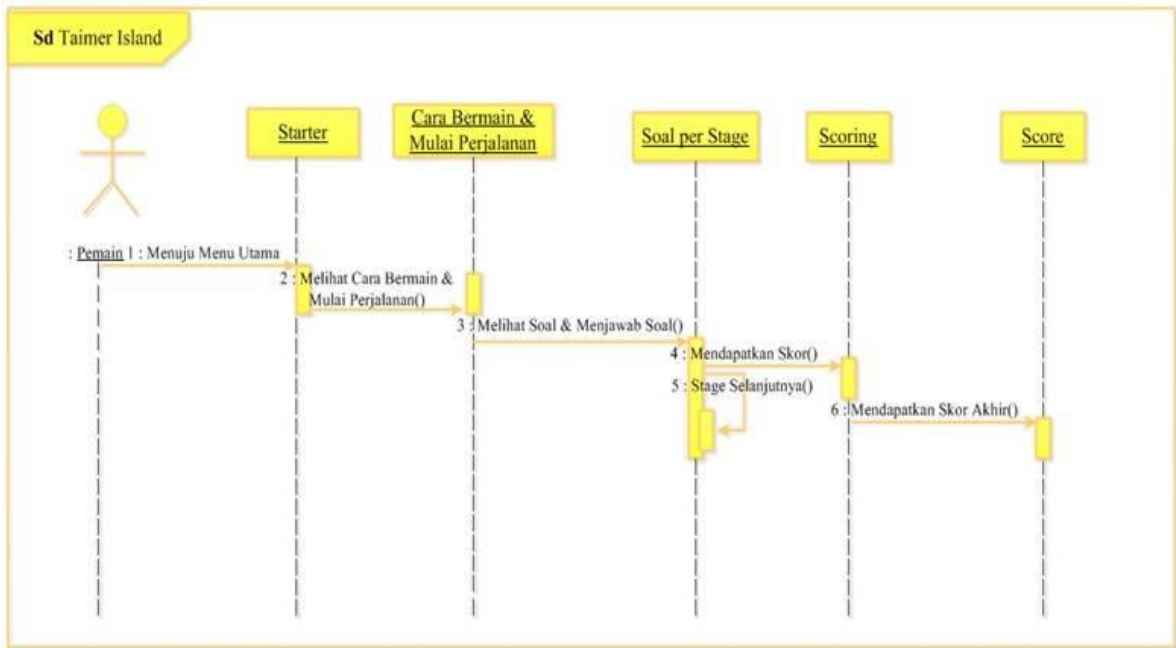 Sd Taimer Island
Starter
Cara Bermain &
Mulai Perjalanan
Soal per Stage
Scoring
Score
: Pemain
1 : Menuju Menu Utama
2 : Melihat Cara Bermain &
Mulai Perjalanan()
3 : Melihat Soal & Menjawab Soal()
4 : Mendapatkan Skor()
5 : Stage Selanjutnya()
6 : Mendapatkan Skor Akhir()